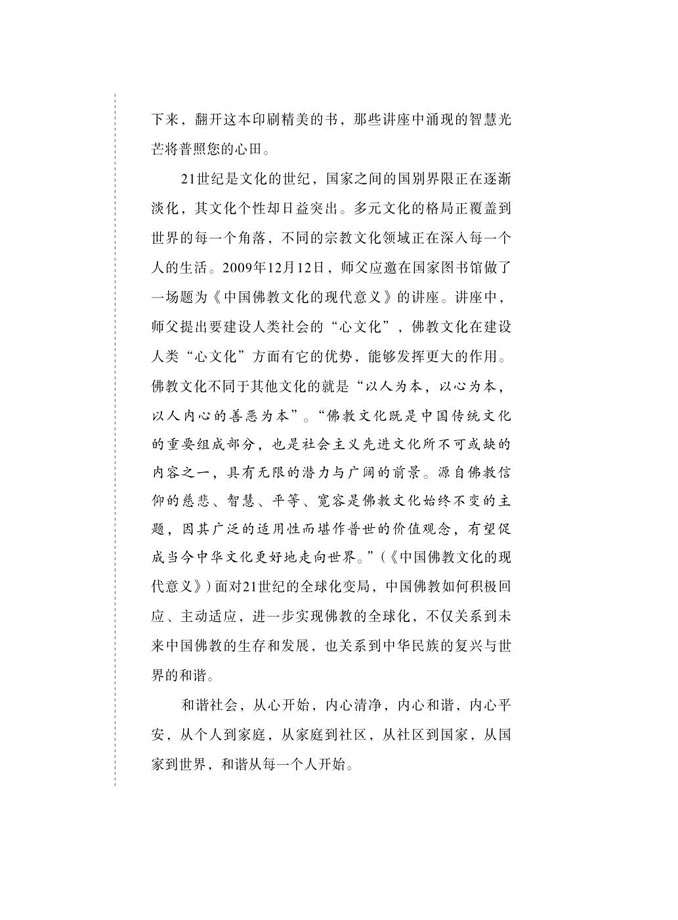 下来，翻开这本印刷精美的书，那些讲座中涌现的智慧光
芒将普照您的心田。
21世纪是文化的世纪，国家之间的国别界限正在逐渐
淡化，其文化个性却日益突出。多元文化的格局正覆盖到
世界的每一个角落，不同的宗教文化领域正在深入每一个
人的生活。2009年12月12日，师父应邀在国家图书馆做了
一场题为《中国佛教文化的现代意义》的讲座。讲座中，
师父提出要建设人类社会的“心文化”，佛教文化在建设
人类“心文化”方面有它的优势，能够发挥更大的作用。
佛教文化不同于其他文化的就是“以人为本，以心为本，
以人内心的善恶为本”。“佛教文化既是中国传统文化
的重要组成部分，也是社会主义先进文化所不可或缺的
内容之一，具有无限的潜力与广阔的前景。源自佛教信
仰的慈悲、智慧、平等、宽容是佛教文化始终不变的主
题，因其广泛的适用性而堪作普世的价值观念，有望促
成当今中华文化更好地走向世界。”（《中国佛教文化的现
代意义》）面对21世纪的全球化变局，中国佛教如何积极回
应、主动适应，进一步实现佛教的全球化，不仅关系到未
来中国佛教的生存和发展，也关系到中华民族的复兴与世
界的和谐。
和谐社会，从心开始，内心清净，内心和谐，内心平
安，从个人到家庭，从家庭到社区，从社区到国家，从国
家到世界，和谐从每一个人开始。